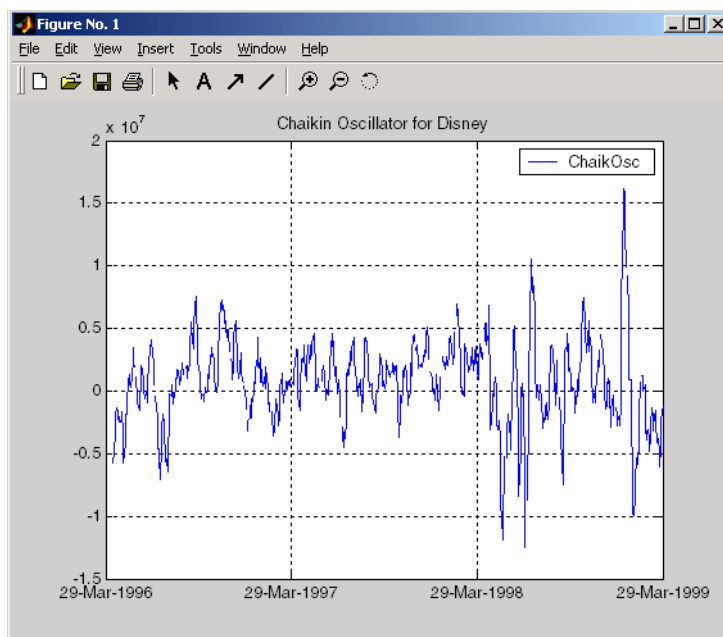 Figure No. 1
File Edit View Insert Tools Window Help
A
Chaikin Oscillator for Disney
x 10^7
ChaikOsc
2
1.5
1
0.5
0
-0.5
-1
-1.5
29-Mar-1996 29-Mar-1997 29-Mar-1998 29-Mar-1999